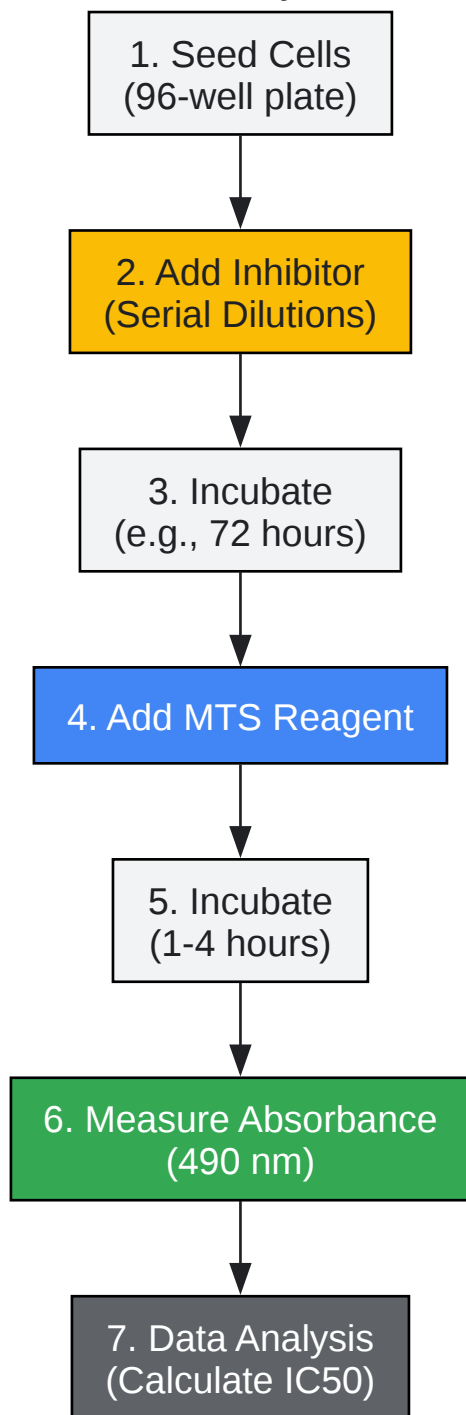 1. Seed Cells
(96-well plate)
2. Add Inhibitor
(Serial Dilutions)
3. Incubate
(e.g., 72 hours)
4. Add MTS Reagent
5. Incubate
(1-4 hours)
6. Measure Absorbance
(490 nm)
7. Data Analysis
(Calculate IC50)